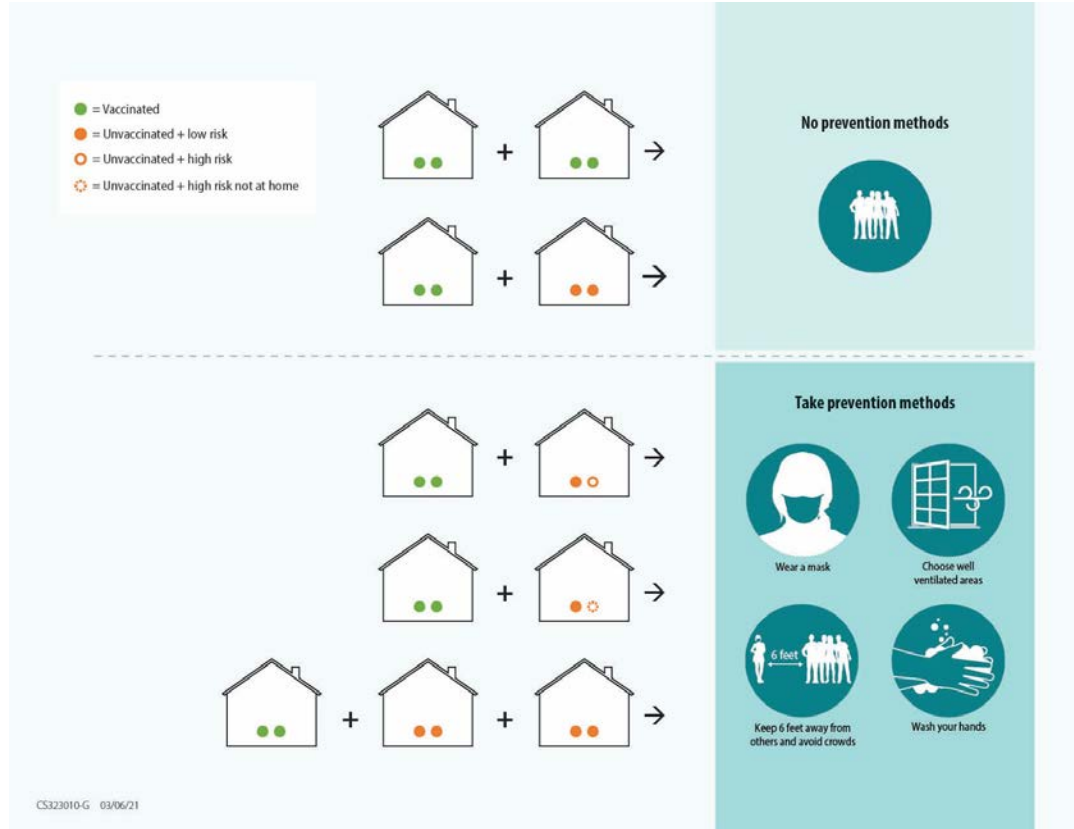 = Vaccinated
= Unvaccinated + low risk
= Unvaccinated + high risk
= Unvaccinated + high risk not at home
+
+
No prevention methods
+
+
+
+
+
Take prevention methods
Wear a mask
Choose well
ventilated areas
6 feet
Keep 6 feet away from
others and avoid crowds
Wash your hands
CS323010-G 03/06/21